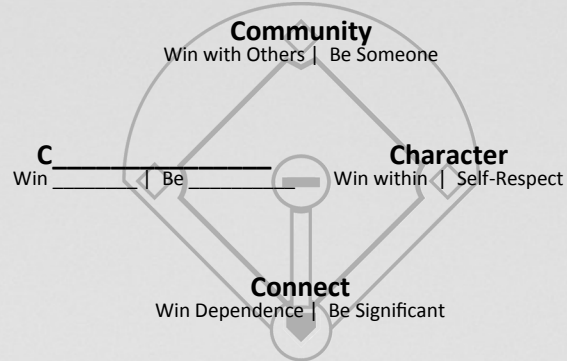 Community
Win with Others | Be Someone
C_______________
Win ________ | Be __________
Character
Win within | Self-Respect
Connect
Win Dependence | Be Significant